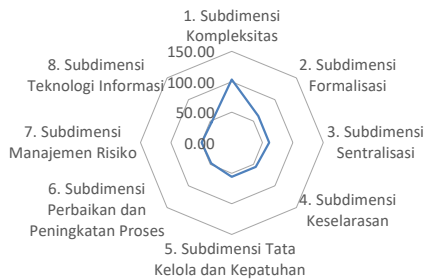 1. Subdimensi
Kompleksitas
2. Subdimensi
Formalisasi
3. Subdimensi
Sentralisasi
4. Subdimensi
Keselarasan
5. Subdimensi Tata
Kelola dan Kepatuhan
6. Subdimensi
Perbaikan dan
Peningkatan Proses
7. Subdimensi
Manajemen Risiko
8. Subdimensi
Teknologi Informasi
150.00
100.00
50.00
0.00